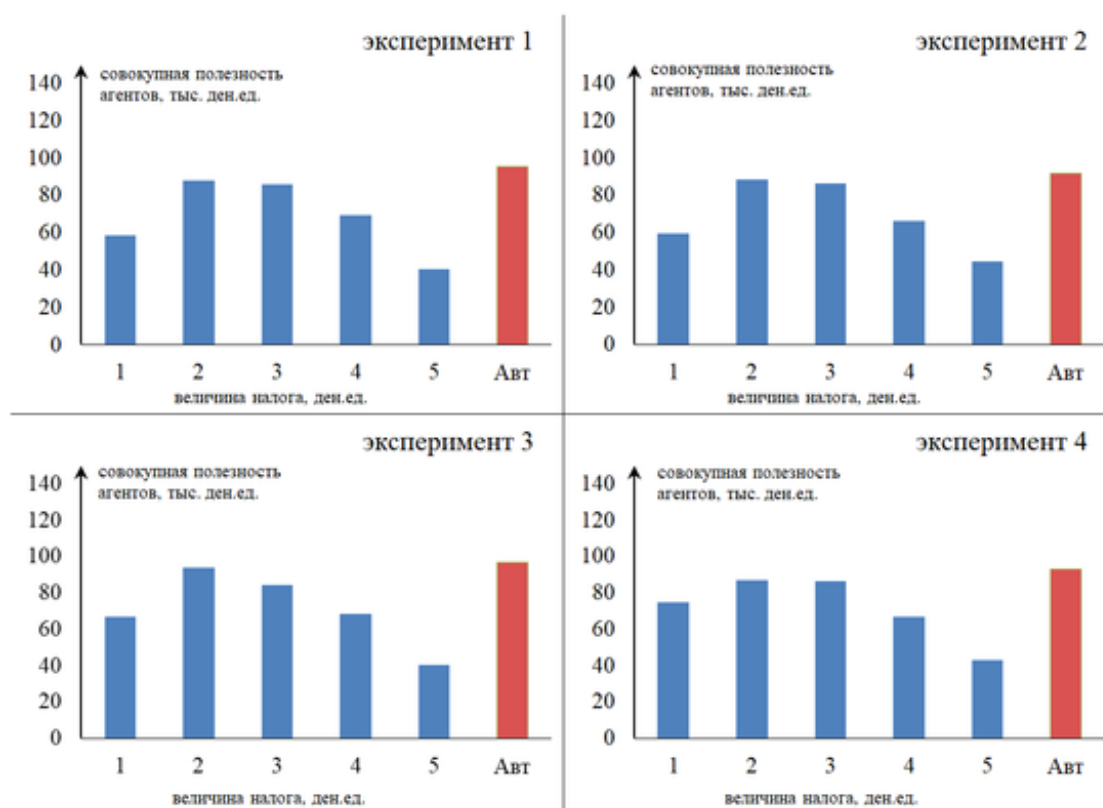 эксперимент 1
совокупная полезность
агентов, тыс. ден.ед.
140
120
100
80
60
40
20
0
1 2 3 4 5 Авт
величина налога, ден.ед.
эксперимент 2
совокупная полезность
агентов, тыс. ден.ед.
140
120
100
80
60
40
20
0
1 2 3 4 5 Авт
величина налога, ден.ед.
эксперимент 3
совокупная полезность
агентов, тыс. ден.ед.
140
120
100
80
60
40
20
0
1 2 3 4 5 Авт
величина налога, ден.ед.
эксперимент 4
совокупная полезность
агентов, тыс. ден.ед.
140
120
100
80
60
40
20
0
1 2 3 4 5 Авт
величина налога, ден.ед.